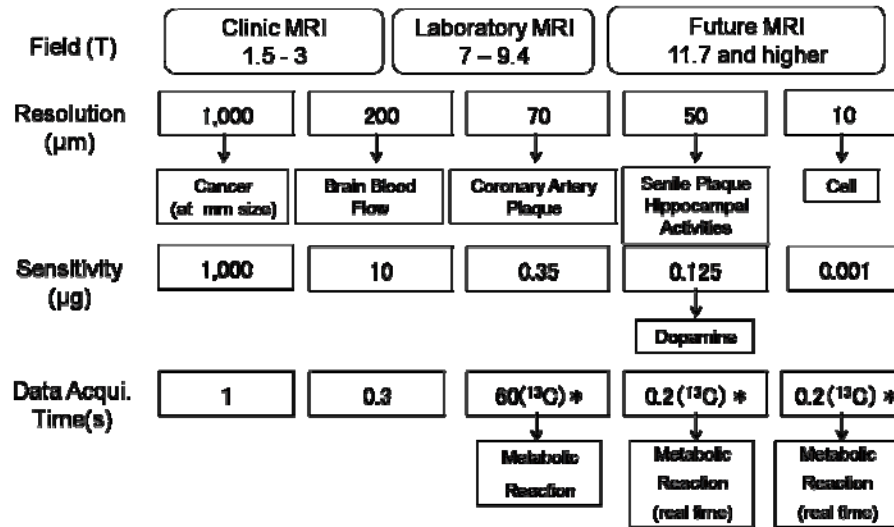 Field (T)
Clinic MRI
1.5 - 3
Laboratory MRI
7 – 9.4
Future MRI
11.7 and higher
Resolution
(μm)
1,000
200
70
50
10
Cancer
(at mm size)
Brain Blood
Flow
Coronary Artery
Plaque
Senile Plaque
Hippocampal
Activities
Cell
Sensitivity
(μg)
1,000
10
0.35
0.125
0.001
Dopamine
Data Acqui.
Time(s)
1
0.3
60(¹³C) *
0.2 (¹³C) *
0.2 (¹³C) *
Metabolic
Reaction
Metabolic
Reaction
(real time)
Metabolic
Reaction
(real time)